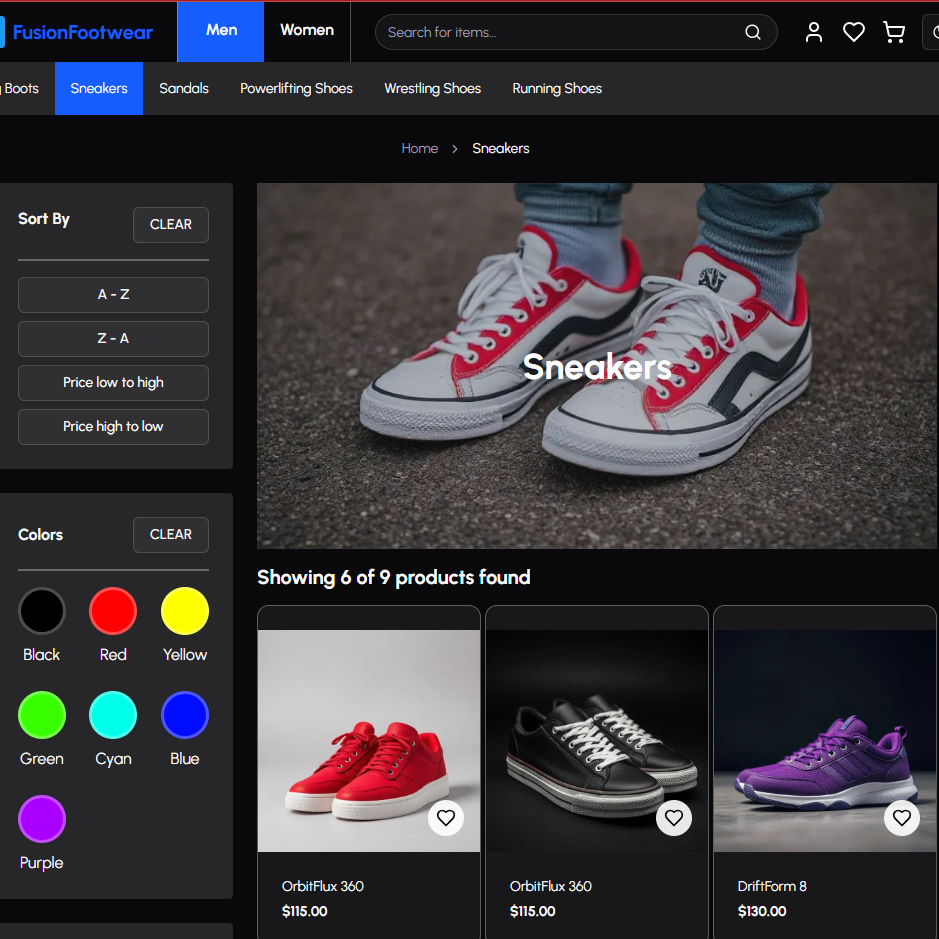 FusionFootwear
Men
Women
Search for items...
Boots
Sneakers
Sandals
Powerlifting Shoes
Wrestling Shoes
Running Shoes
Home > Sneakers
Sort By
CLEAR
A - Z
Z - A
Price low to high
Price high to low
Colors
CLEAR
Black
Red
Yellow
Green
Cyan
Blue
Purple
Sneakers
Showing 6 of 9 products found
OrbitFlux 360
$115.00
OrbitFlux 360
$115.00
DriftForm 8
$130.00